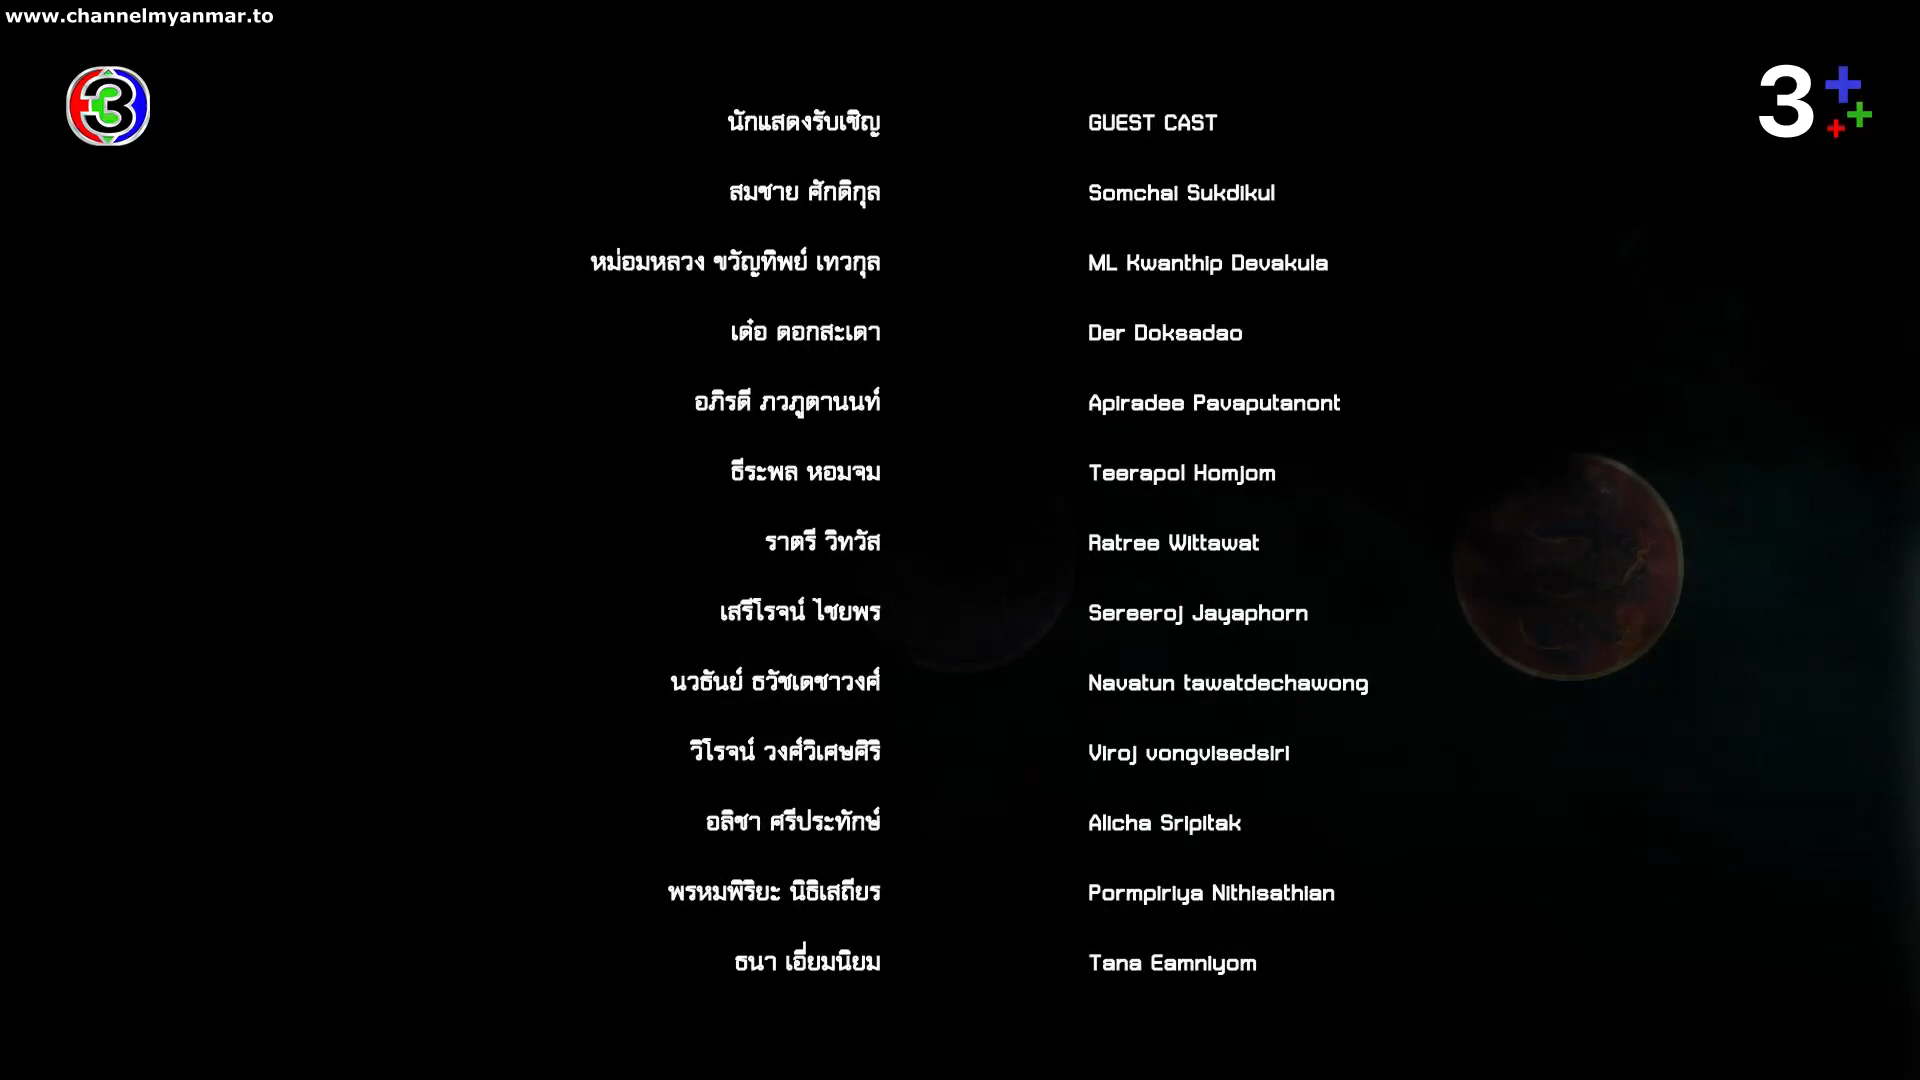 www.channelmyanmar.to
3
3
นักแสดงรับเชิญ GUEST CAST
สมชาย ศักดิกุล Somchai Sukdikul
หม่อมหลวง ขวัญทิพย์ เทวกุล ML Kwanthip Devakula
เด๋อ ดอกสะเดา Der Doksadao
อภิรดี ภวภูตานนท์ Apiradee Pavaputanont
ธีระพล หอมจม Teerapol Homjom
ราตรี วิทวัส Ratree Wittawat
เสรีโรจน์ ไชยพร Sereeroj Jayaphorn
นวธันย์ ธวัชเดชาวงศ์ Navatun tawatdechawong
วิโรจน์ วงศ์วิเศษศิริ Viroj vongvisedsiri
อลิชา ศรีประทักษ์ Alicha Sripitak
พรหมพิริยะ นิธิเสถียร Pormpiriya Nithisathian
ธนา เอี่ยมนิยม Tana Eamniyom